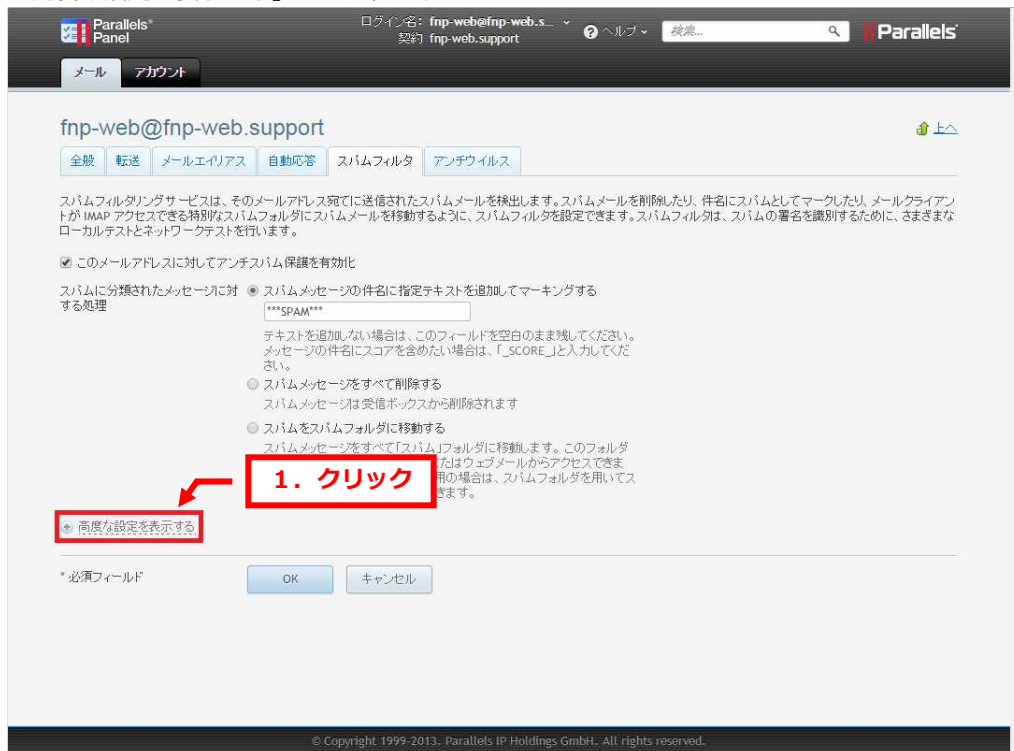 Parallels Panel
ログイン名: fnp-web@fnp-web.s...
契約 fnp-web.support
ヘルプ
検索...
Parallels
メール アカウント
fnp-web@fnp-web.support
上へ
全般 転送 メールエイリアス 自動応答 スパムフィルタ アンチウイルス
スパムフィルタリングサービスは、そのメールアドレス宛てに送信されたスパムメールを検出します。スパムメールを削除したり、件名にスパムとしてマークしたり、メールクライアン
トが IMAP アクセスできる特別なスパムフォルダにスパムメールを移動するように、スパムフィルタを設定できます。スパムフィルタは、スパムの署名を識別するために、さまざまな
ローカルテストとネットワークテストを行います。
このメールアドレスに対してアンチスパム保護を有効化
スパムに分類されたメッセージに対
する処理
スパムメッセージの件名に指定テキストを追加してマーキングする
***SPAM***
テキストを追加しない場合は、このフィールドを空白のまま残してください。
メッセージの件名にスコアを含めたい場合は、「_SCORE_」と入力してくだ
さい。
スパムメッセージをすべて削除する
スパムメッセージは受信ボックスから削除されます
スパムをスパムフォルダに移動する
スパムメッセージをすべて「スパム」フォルダに移動します。このフォルダ
またはウェブメールからアクセスできま
用の場合は、スパムフォルダを用いてス
きます。
1. クリック
高度な設定を表示する
* 必須フィールド
OK キャンセル
© Copyright 1999-2013. Parallels IP Holdings GmbH. All rights reserved.